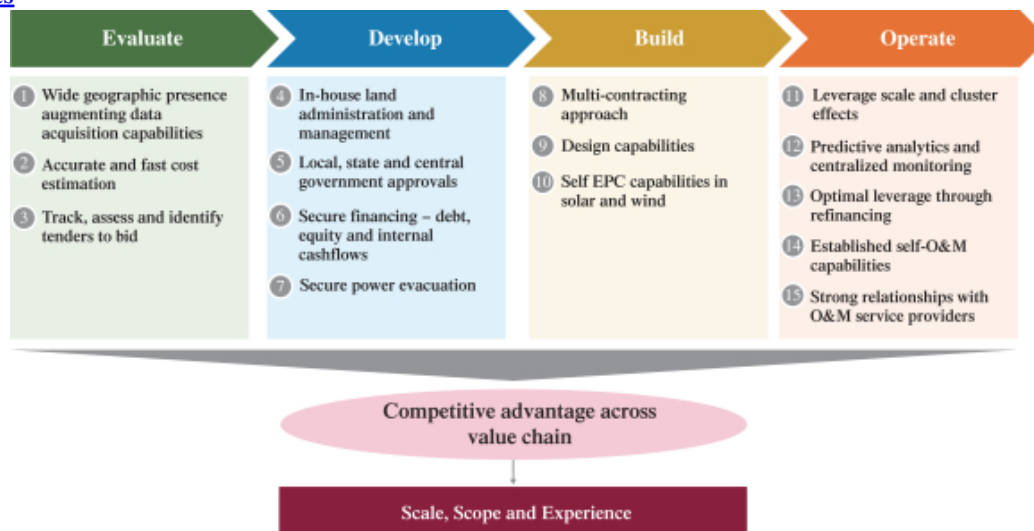 Evaluate
Develop
Build
Operate
1 Wide geographic presence
augmenting data
acquisition capabilities
2 Accurate and fast cost
estimation
3 Track, assess and identify
tenders to bid
4 In-house land
administration and
management
5 Local, state and central
government approvals
6 Secure financing – debt,
equity and internal
cashflows
7 Secure power evacuation
8 Multi-contracting
approach
9 Design capabilities
10 Self EPC capabilities in
solar and wind
11 Leverage scale and cluster
effects
12 Predictive analytics and
centralized monitoring
13 Optimal leverage through
refinancing
14 Established self-O&M
capabilities
15 Strong relationships with
O&M service providers
Competitive advantage across
value chain
Scale, Scope and Experience